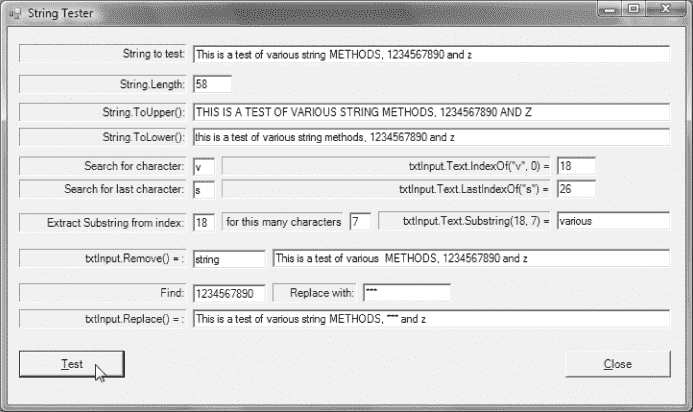 String Tester
String to test: This is a test of various string METHODS, 1234567890 and z
String.Length: 58
String.ToUpper(): THIS IS A TEST OF VARIOUS STRING METHODS, 1234567890 AND Z
String.ToLower(): this is a test of various string methods, 1234567890 and z
Search for character: v txtInput.Text.IndexOf("v", 0) = 18
Search for last character: s txtInput.Text.LastIndexOf("s") = 26
Extract Substring from index: 18 for this many characters 7 txtInput.Text.Substring(18, 7) = various
txtInput.Remove() = : string This is a test of various  METHODS, 1234567890 and z
Find: 1234567890 Replace with: ***
txtInput.Replace() = : This is a test of various string METHODS, *** and z
Test Close